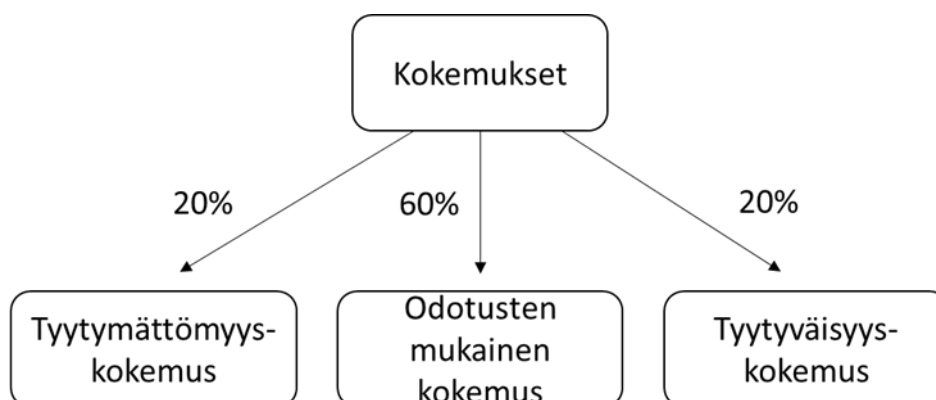 Kokemukset
20%
60%
20%
Tyytymättömyys-
kokemus
Odotusten
mukainen
kokemus
Tyytyväisyys-
kokemus